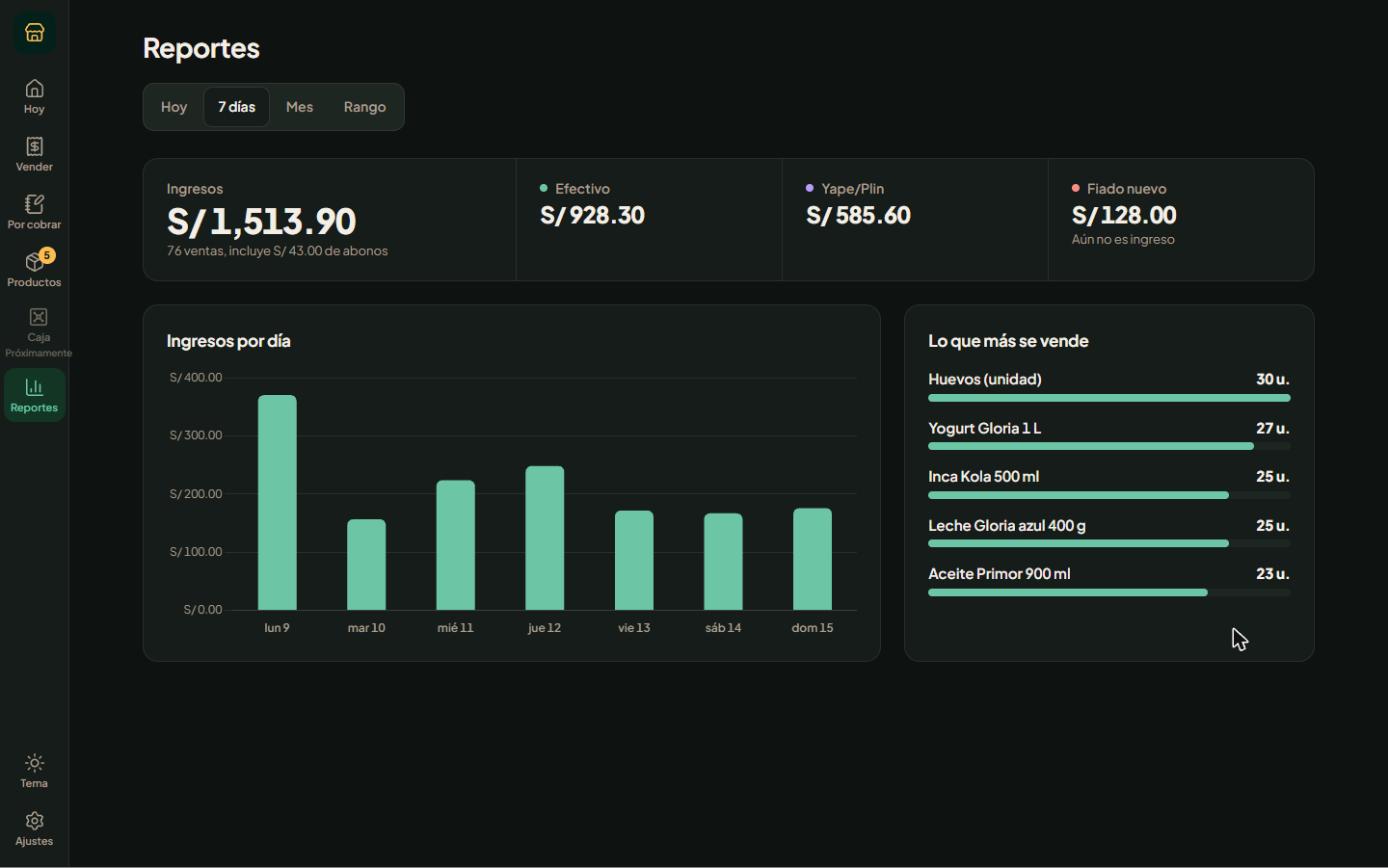 Hoy
Vender
Por cobrar
5
Productos
Caja
Próximamente
Reportes
Tema
Ajustes
Reportes
Hoy
7 días
Mes
Rango
Ingresos
S/ 1,513.90
76 ventas, incluye S/ 43.00 de abonos
Efectivo
S/ 928.30
Yape/Plin
S/ 585.60
Fiado nuevo
S/ 128.00
Aún no es ingreso
Ingresos por día
S/ 400.00
S/ 300.00
S/ 200.00
S/ 100.00
S/ 0.00
lun 9
mar 10
mié 11
jue 12
vie 13
sáb 14
dom 15
Lo que más se vende
Huevos (unidad) 30 u.
Yogurt Gloria 1 L 27 u.
Inca Kola 500 ml 25 u.
Leche Gloria azul 400 g 25 u.
Aceite Primor 900 ml 23 u.